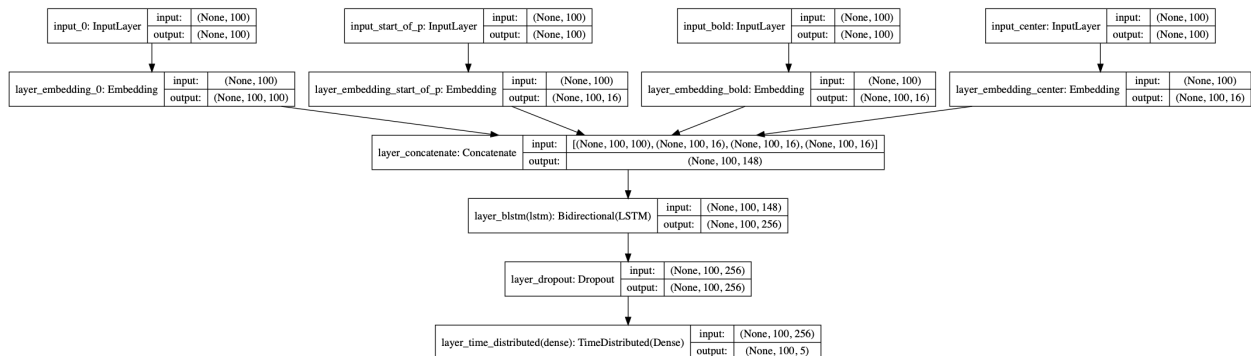 input_0: InputLayer input: (None, 100) output: (None, 100)
input_start_of_p: InputLayer input: (None, 100) output: (None, 100)
input_bold: InputLayer input: (None, 100) output: (None, 100)
input_center: InputLayer input: (None, 100) output: (None, 100)
layer_embedding_0: Embedding input: (None, 100) output: (None, 100, 100)
layer_embedding_start_of_p: Embedding input: (None, 100) output: (None, 100, 16)
layer_embedding_bold: Embedding input: (None, 100) output: (None, 100, 16)
layer_embedding_center: Embedding input: (None, 100) output: (None, 100, 16)
layer_concatenate: Concatenate input: [(None, 100, 100), (None, 100, 16), (None, 100, 16), (None, 100, 16)] output: (None, 100, 148)
layer_blstm(lstm): Bidirectional(LSTM) input: (None, 100, 148) output: (None, 100, 256)
layer_dropout: Dropout input: (None, 100, 256) output: (None, 100, 256)
layer_time_distributed(dense): TimeDistributed(Dense) input: (None, 100, 256) output: (None, 100, 5)